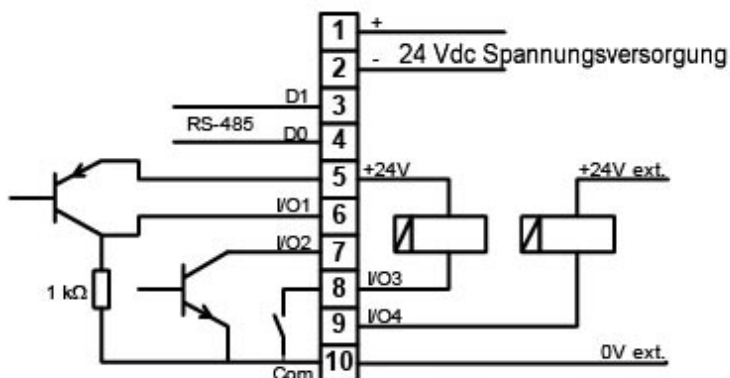 1 +
2 - 24 Vdc Spannungsversorgung
D1 3
RS-485
D0 4
5 +24V +24V ext.
I/O1 6
I/O2 7
1 kΩ
8 I/O3
9 I/O4
Com 10 0V ext.